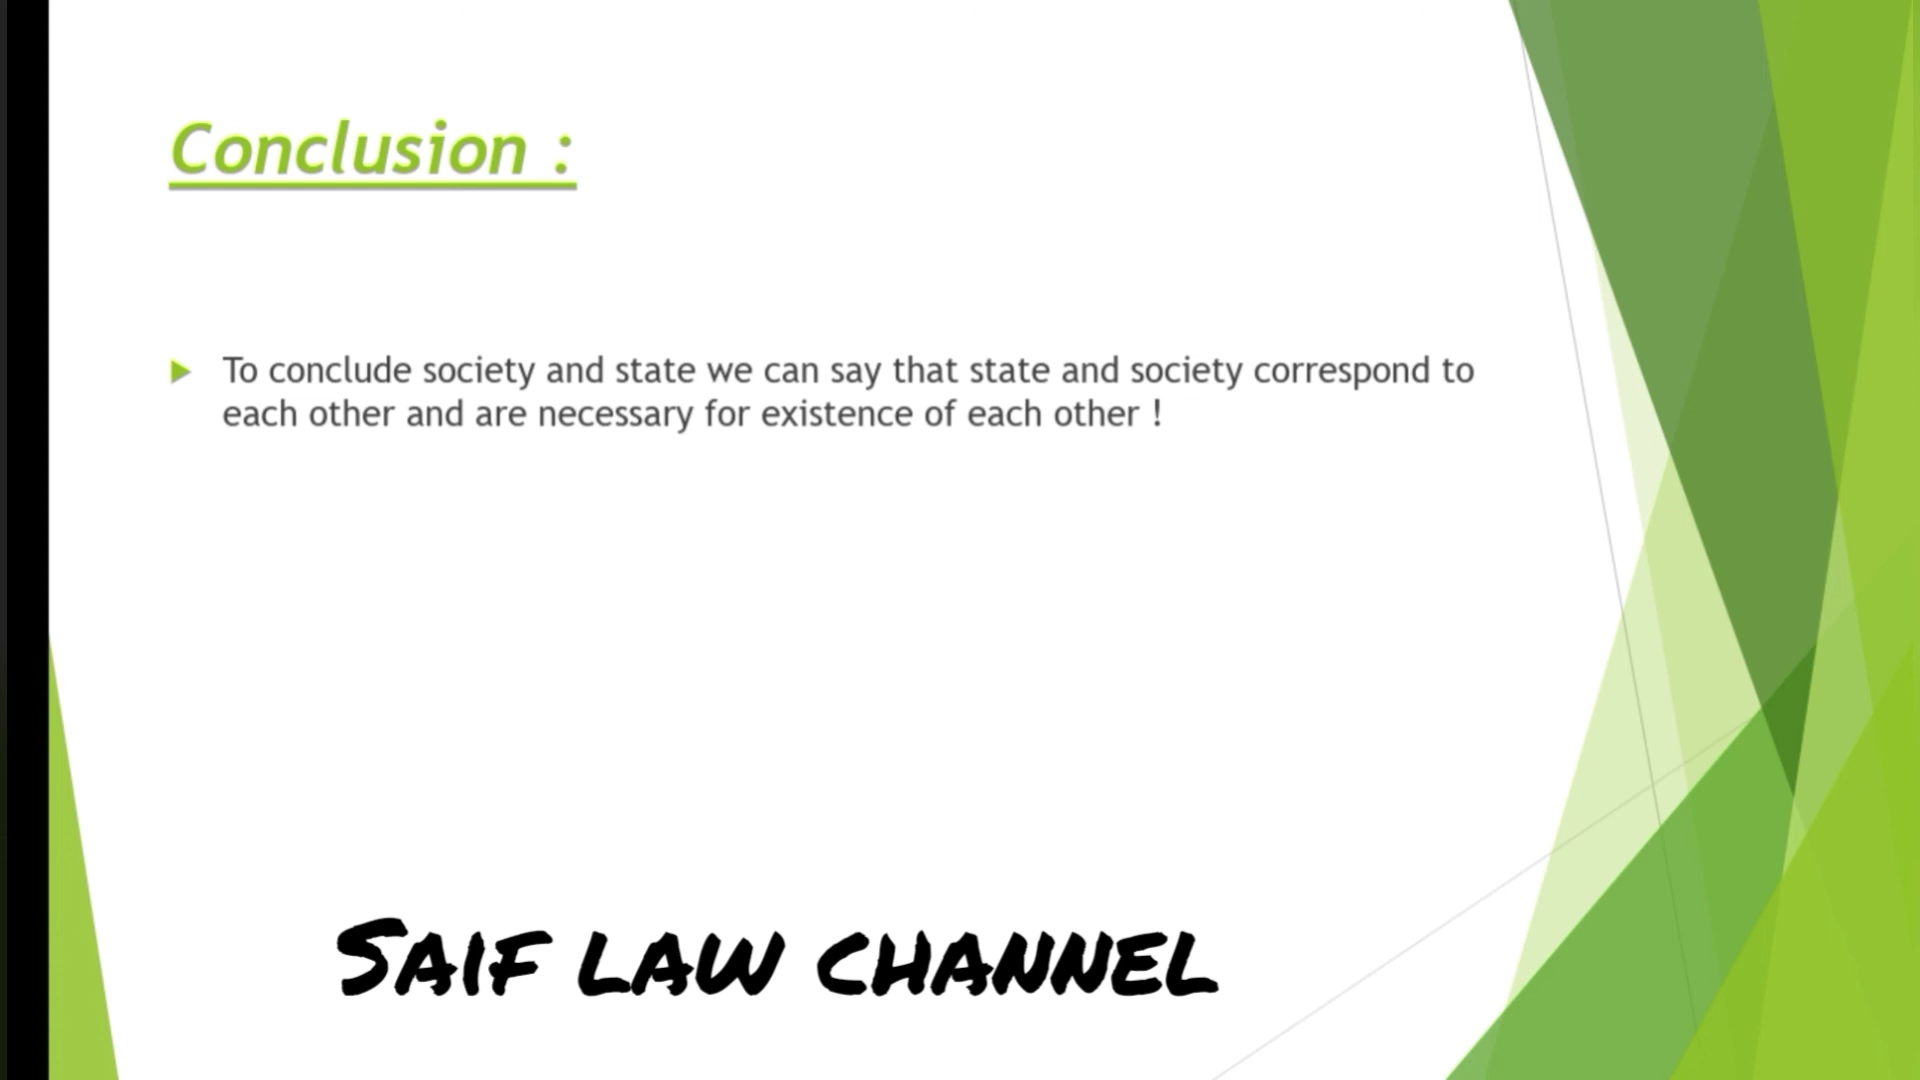 Conclusion :
To conclude society and state we can say that state and society correspond to
each other and are necessary for existence of each other !
SAIF LAW CHANNEL